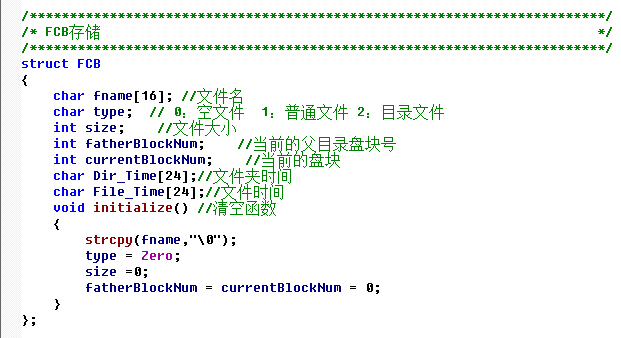 /************************************************************************/
/* FCB存储                                                              */
/************************************************************************/
struct FCB
{
    char fname[16]; //文件名
    char type;  // 0：空文件  1：普通文件 2：目录文件
    int size;    //文件大小
    int fatherBlockNum;    //当前的父目录盘块号
    int currentBlockNum;    //当前的盘块
    char Dir_Time[24];//文件夹时间
    char File_Time[24];//文件时间
    void initialize() //清空函数
    {
        strcpy(fname,"\0");
        type = Zero;
        size =0;
        fatherBlockNum = currentBlockNum = 0;
    }
};